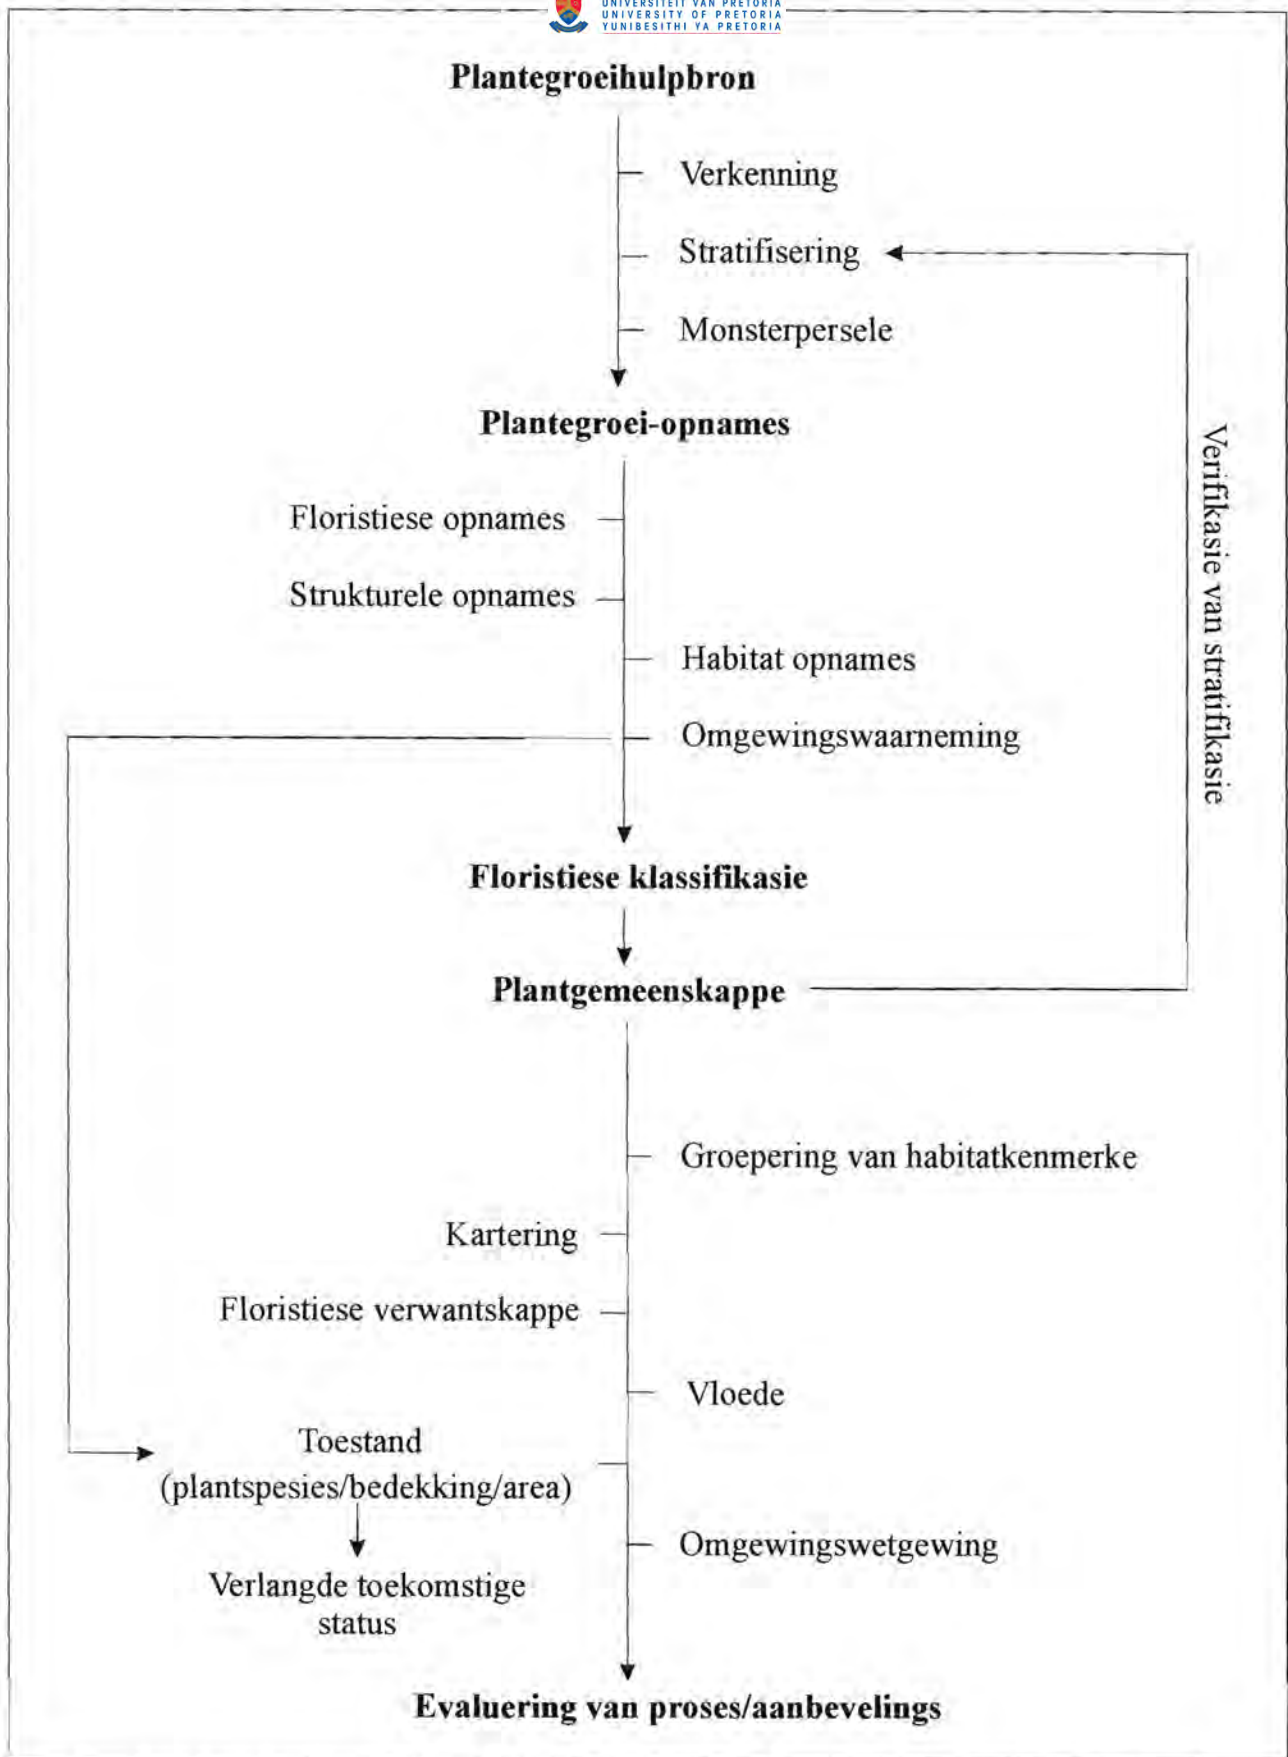 UNIVERSITEIT VAN PRETORIA
UNIVERSITY OF PRETORIA
YUNIBESITHI YA PRETORIA
Plantegroeihulpbron
Verkenning
Stratifisering
Monsterpersele
Plantegroei-opnames
Verifikasie van stratifikasie
Floristiese opnames
Strukturele opnames
Habitat opnames
Omgewingswaarneming
Floristiese klassifikasie
Plantgemeenskappe
Groepering van habitatkenmerke
Kartering
Floristiese verwantskappe
Vloede
Toestand
(plantspesies/bedekking/area)
Omgewingswetgewing
Verlangde toekomstige
status
Evaluering van proses/aanbevelings